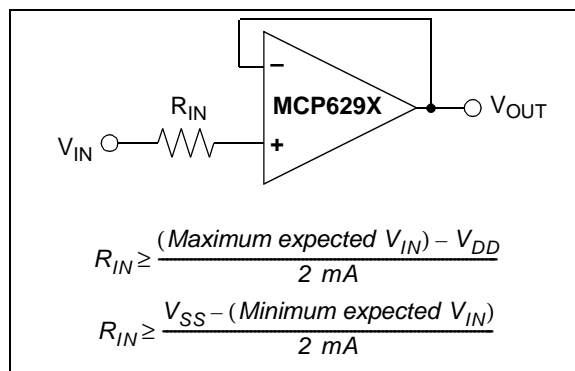 –
R_IN
MCP629X
V_OUT
V_IN
+
R_IN ≥ (Maximum expected V_IN) – V_DD
2 mA
R_IN ≥ V_SS – (Minimum expected V_IN)
2 mA